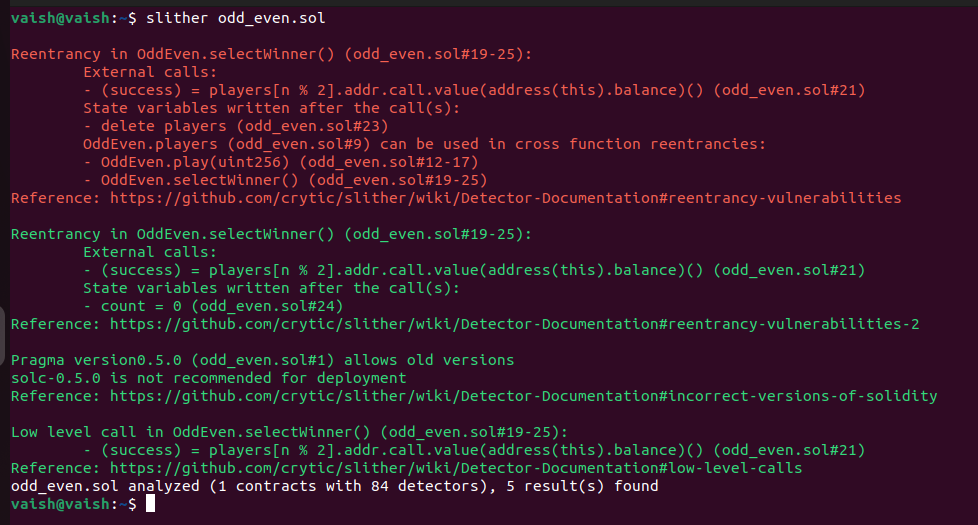 vaish@vaish:~$ slither odd_even.sol
Reentrancy in OddEven.selectWinner() (odd_even.sol#19-25):
External calls:
- (success) = players[n % 2].addr.call.value(address(this).balance)() (odd_even.sol#21)
State variables written after the call(s):
- delete players (odd_even.sol#23)
OddEven.players (odd_even.sol#9) can be used in cross function reentrancies:
- OddEven.play(uint256) (odd_even.sol#12-17)
- OddEven.selectWinner() (odd_even.sol#19-25)
Reference: https://github.com/crytic/slither/wiki/Detector-Documentation#reentrancy-vulnerabilities
Reentrancy in OddEven.selectWinner() (odd_even.sol#19-25):
External calls:
- (success) = players[n % 2].addr.call.value(address(this).balance)() (odd_even.sol#21)
State variables written after the call(s):
- count = 0 (odd_even.sol#24)
Reference: https://github.com/crytic/slither/wiki/Detector-Documentation#reentrancy-vulnerabilities-2
Pragma version0.5.0 (odd_even.sol#1) allows old versions
solc-0.5.0 is not recommended for deployment
Reference: https://github.com/crytic/slither/wiki/Detector-Documentation#incorrect-versions-of-solidity
Low level call in OddEven.selectWinner() (odd_even.sol#19-25):
- (success) = players[n % 2].addr.call.value(address(this).balance)() (odd_even.sol#21)
Reference: https://github.com/crytic/slither/wiki/Detector-Documentation#low-level-calls
odd_even.sol analyzed (1 contracts with 84 detectors), 5 result(s) found
vaish@vaish:~$